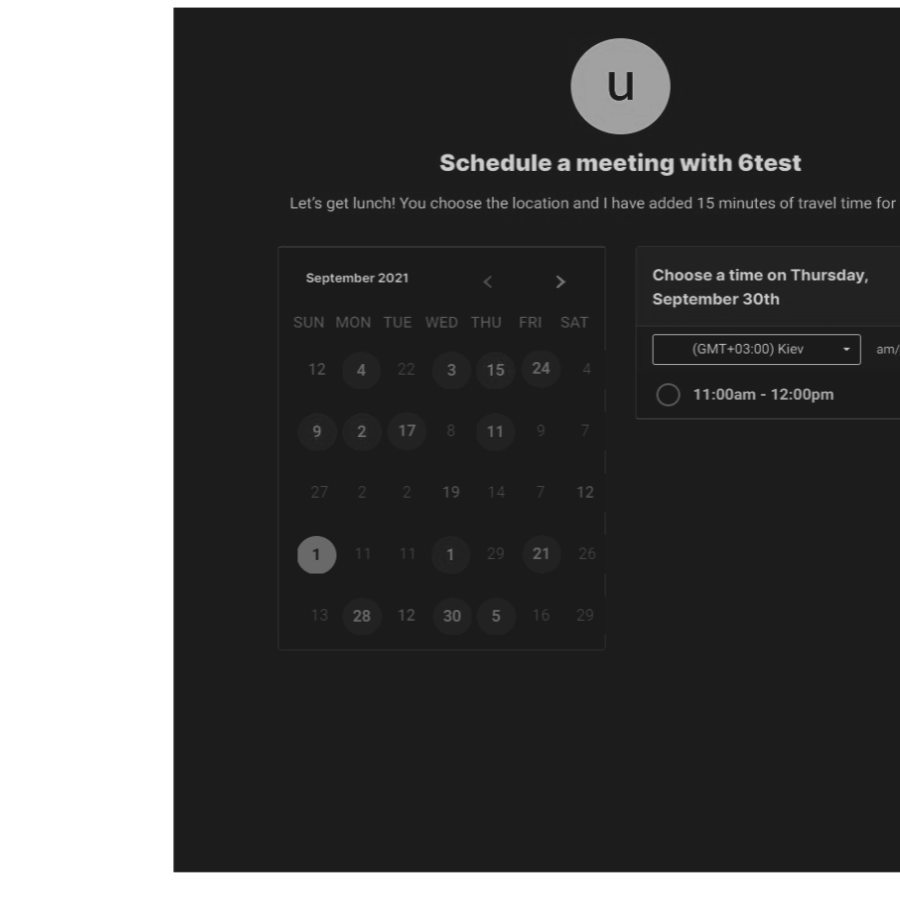 u
Schedule a meeting with 6test
Let's get lunch! You choose the location and I have added 15 minutes of travel time for
September 2021
SUN MON TUE WED THU FRI SAT
12 4 22 3 15 24 4
9 2 17 8 11 9 7
27 2 2 19 14 7 12
1 11 11 1 29 21 26
13 28 12 30 5 16 29
Choose a time on Thursday,
September 30th
(GMT+03:00) Kiev am/
11:00am - 12:00pm